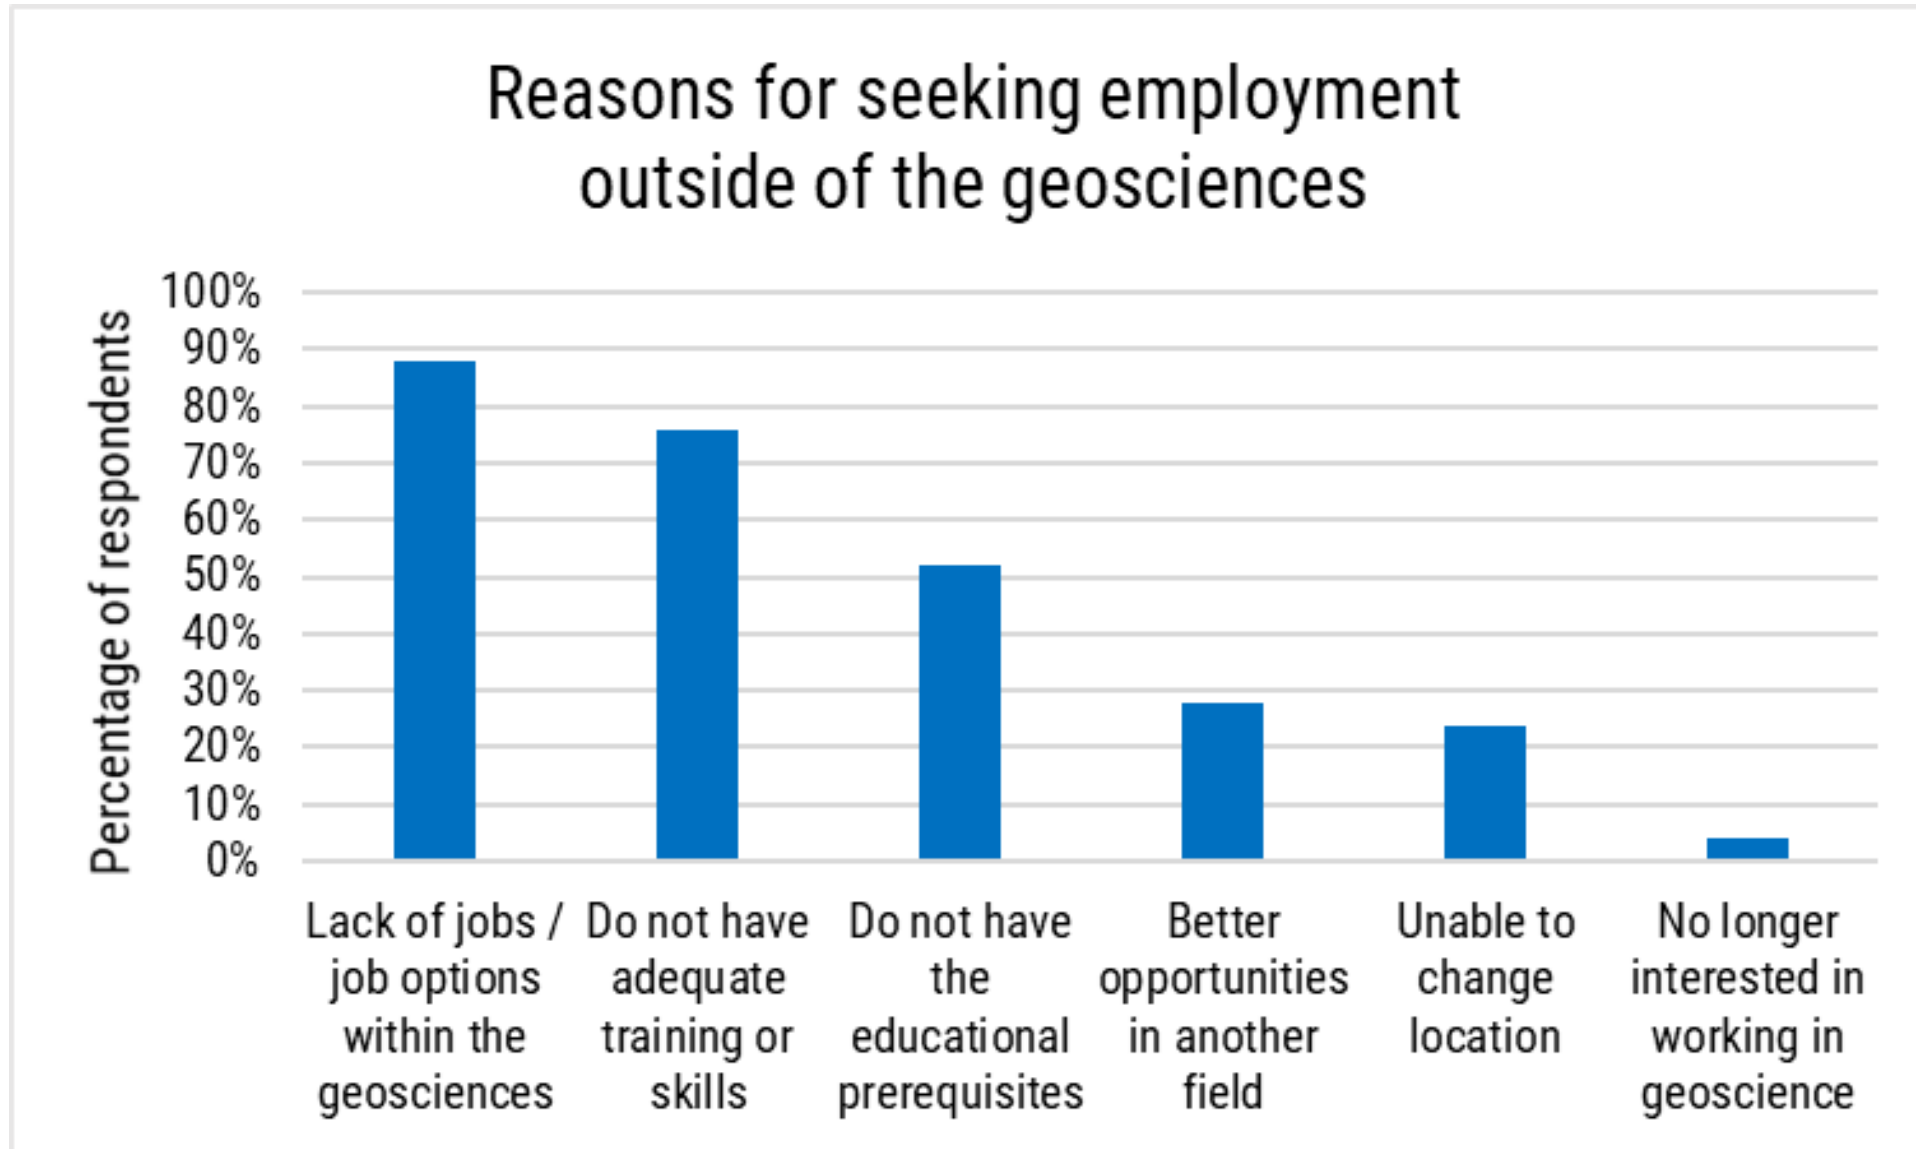 Reasons for seeking employment
outside of the geosciences
Percentage of respondents
100%
90%
80%
70%
60%
50%
40%
30%
20%
10%
0%
Lack of jobs /
job options
within the
geosciences
Do not have
adequate
training or
skills
Do not have
the
educational
prerequisites
Better
opportunities
in another
field
Unable to
change
location
No longer
interested in
working in
geoscience